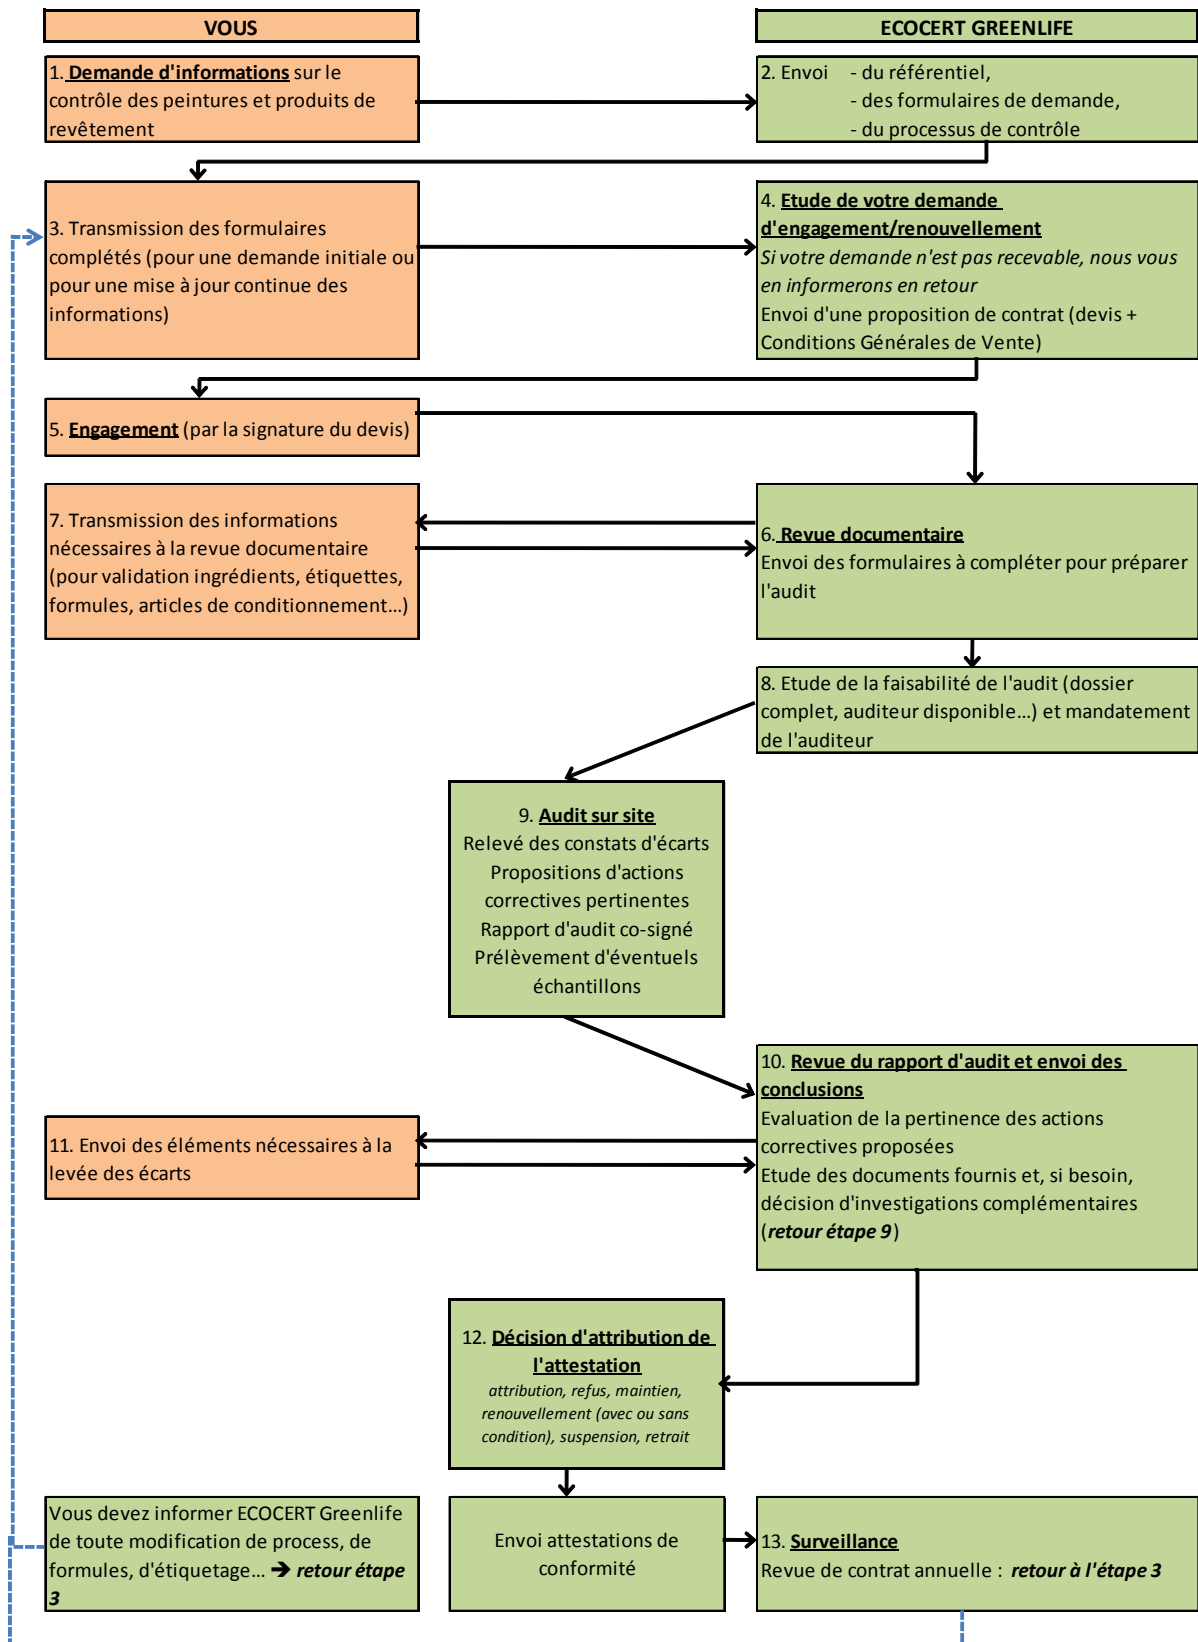 VOUS
ECOCERT GREENLIFE
1. Demande d'informations sur le
contrôle des peintures et produits de
revêtement
2. Envoi - du référentiel,
- des formulaires de demande,
- du processus de contrôle
3. Transmission des formulaires
complétés (pour une demande initiale ou
pour une mise à jour continue des
informations)
4. Etude de votre demande
d'engagement/renouvellement
Si votre demande n'est pas recevable, nous vous
en informerons en retour
Envoi d'une proposition de contrat (devis +
Conditions Générales de Vente)
5. Engagement (par la signature du devis)
7. Transmission des informations
nécessaires à la revue documentaire
(pour validation ingrédients, étiquettes,
formules, articles de conditionnement…)
6. Revue documentaire
Envoi des formulaires à compléter pour préparer
l'audit
8. Etude de la faisabilité de l'audit (dossier
complet, auditeur disponible…) et mandatement
de l'auditeur
9. Audit sur site
Relevé des constats d'écarts
Propositions d'actions
correctives pertinentes
Rapport d'audit co-signé
Prélèvement d'éventuels
échantillons
10. Revue du rapport d'audit et envoi des
conclusions
Evaluation de la pertinence des actions
correctives proposées
Etude des documents fournis et, si besoin,
décision d'investigations complémentaires
(retour étape 9)
11. Envoi des éléments nécessaires à la
levée des écarts
12. Décision d'attribution de
l'attestation
attribution, refus, maintien,
renouvellement (avec ou sans
condition), suspension, retrait
Vous devez informer ECOCERT Greenlife
de toute modification de process, de
formules, d'étiquetage… ➔ retour étape
3
Envoi attestations de
conformité
13. Surveillance
Revue de contrat annuelle : retour à l'étape 3